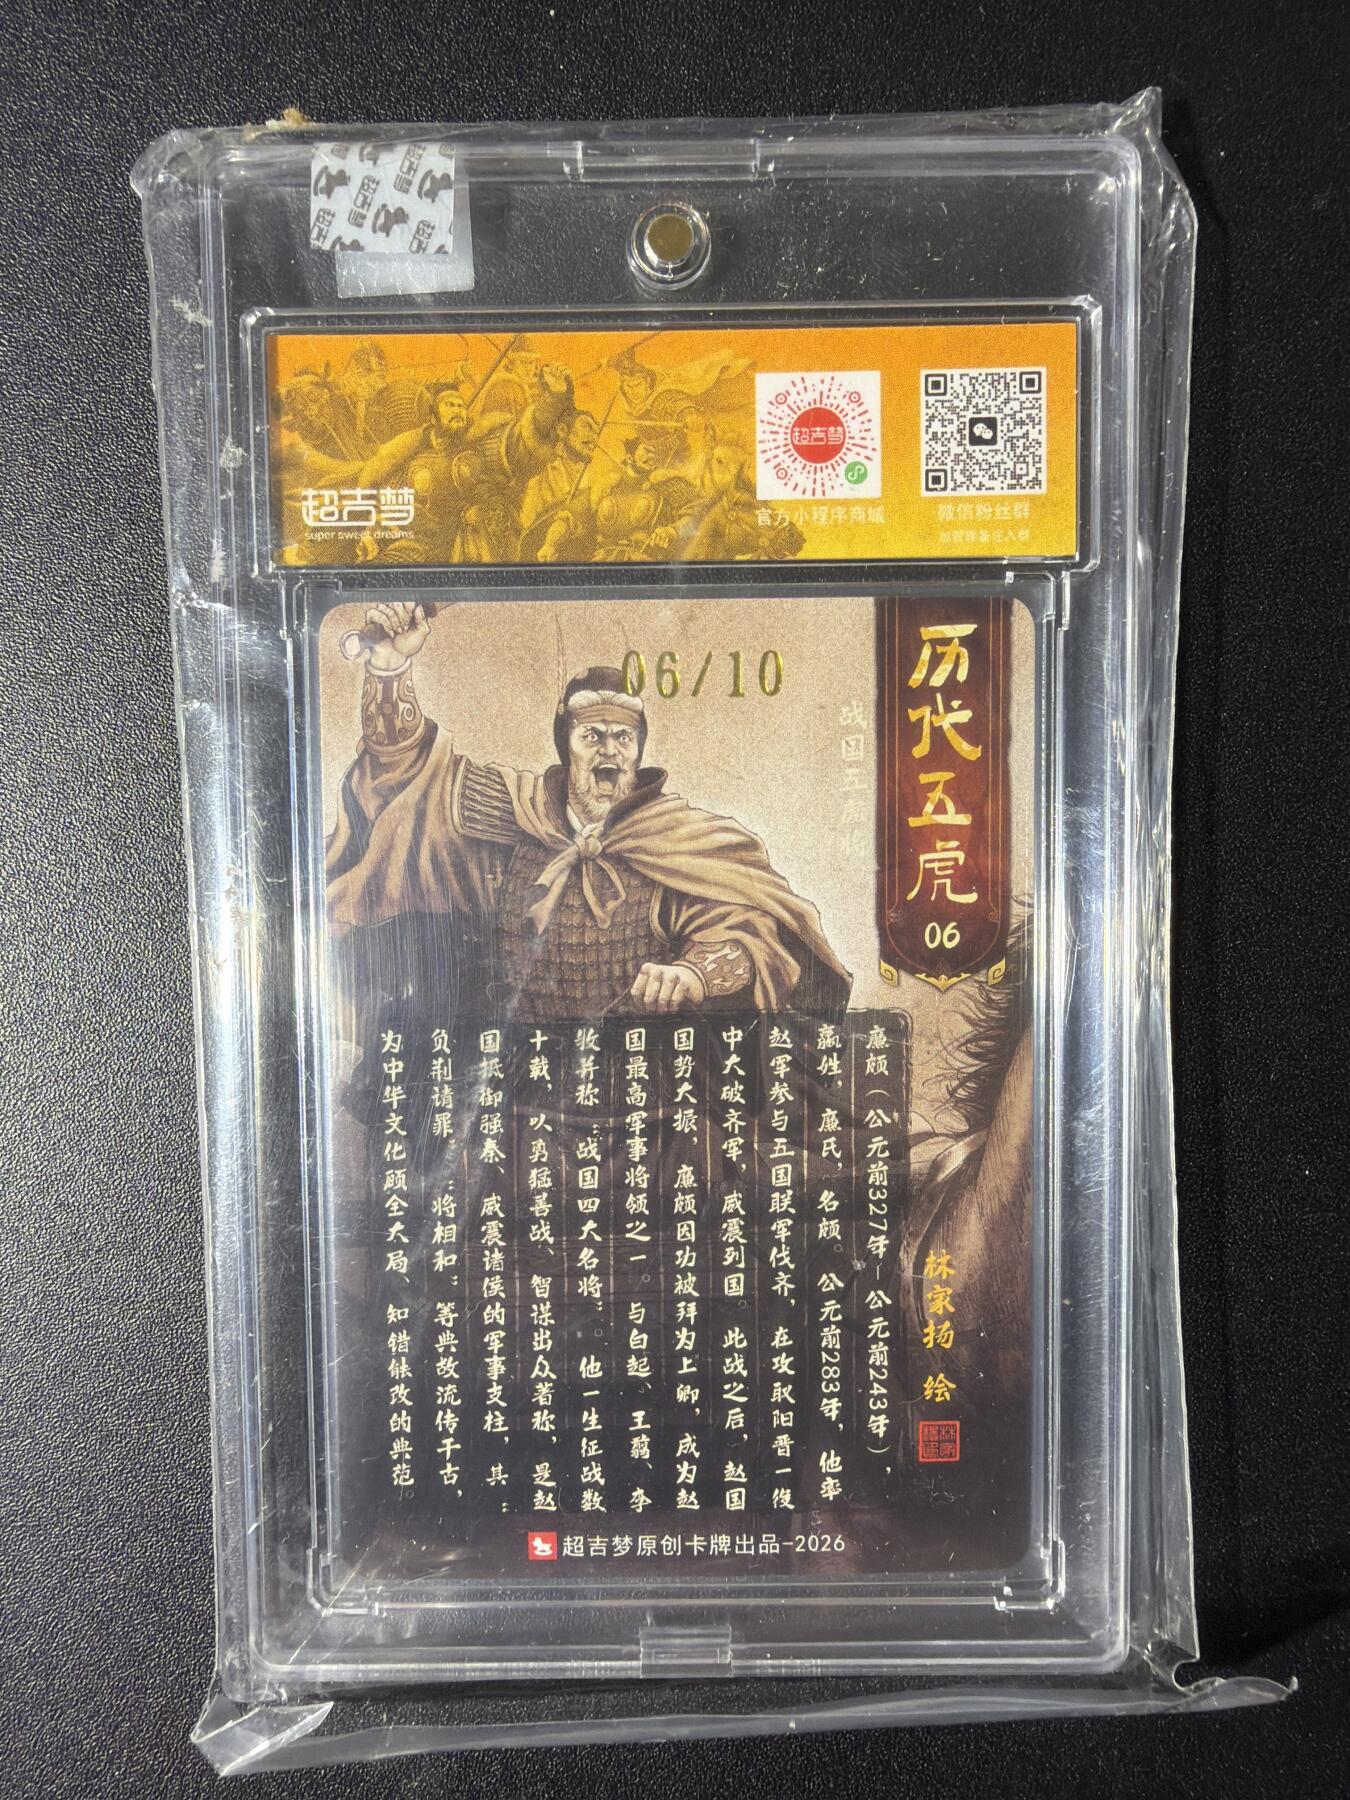 超吉梦
super sweet dreams
超吉梦
官方小程序商城
微信粉丝群
06/10
历代五虎
06
战国五虎将
廉颇（公元前327年－公元前243年），
嬴姓，廉氏，名颇。公元前283年，他率
赵军参与五国联军伐齐，在攻取阳晋一役
中大破齐军，威震列国。此战之后，赵国
国势大振，廉颇因功被拜为上卿，成为赵
国最高军事将领之一。与白起、王翦、李
牧并称“战国四大名将”。他一生征战数
十载，以勇猛善战、智谋出众著称，是赵
国抵御强秦、威震诸侯的军事支柱，其“
负荆请罪”“将相和”等典故流传千古，
为中华文化顾全大局、知错能改的典范。
林家扬 绘
超吉梦原创卡牌出品-2026